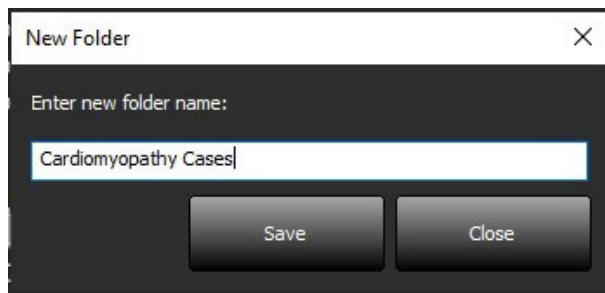 New Folder
Enter new folder name:
Cardiomyopathy Cases
Save Close